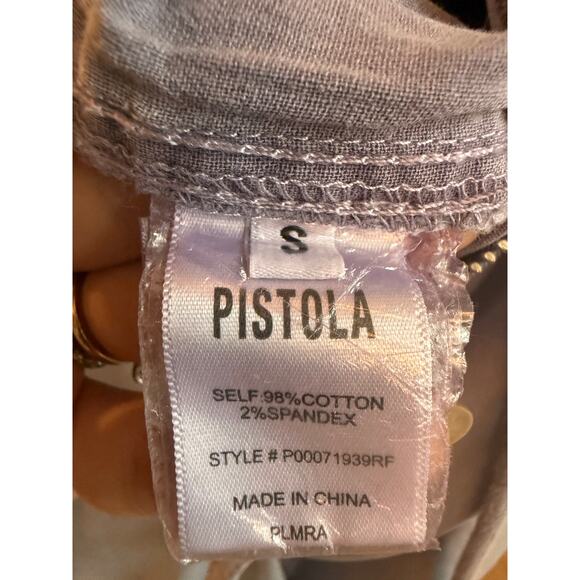 S
PISTOLA
SELF:98%COTTON
2%SPANDEX
STYLE # P00071939RF
MADE IN CHINA
PLMRA